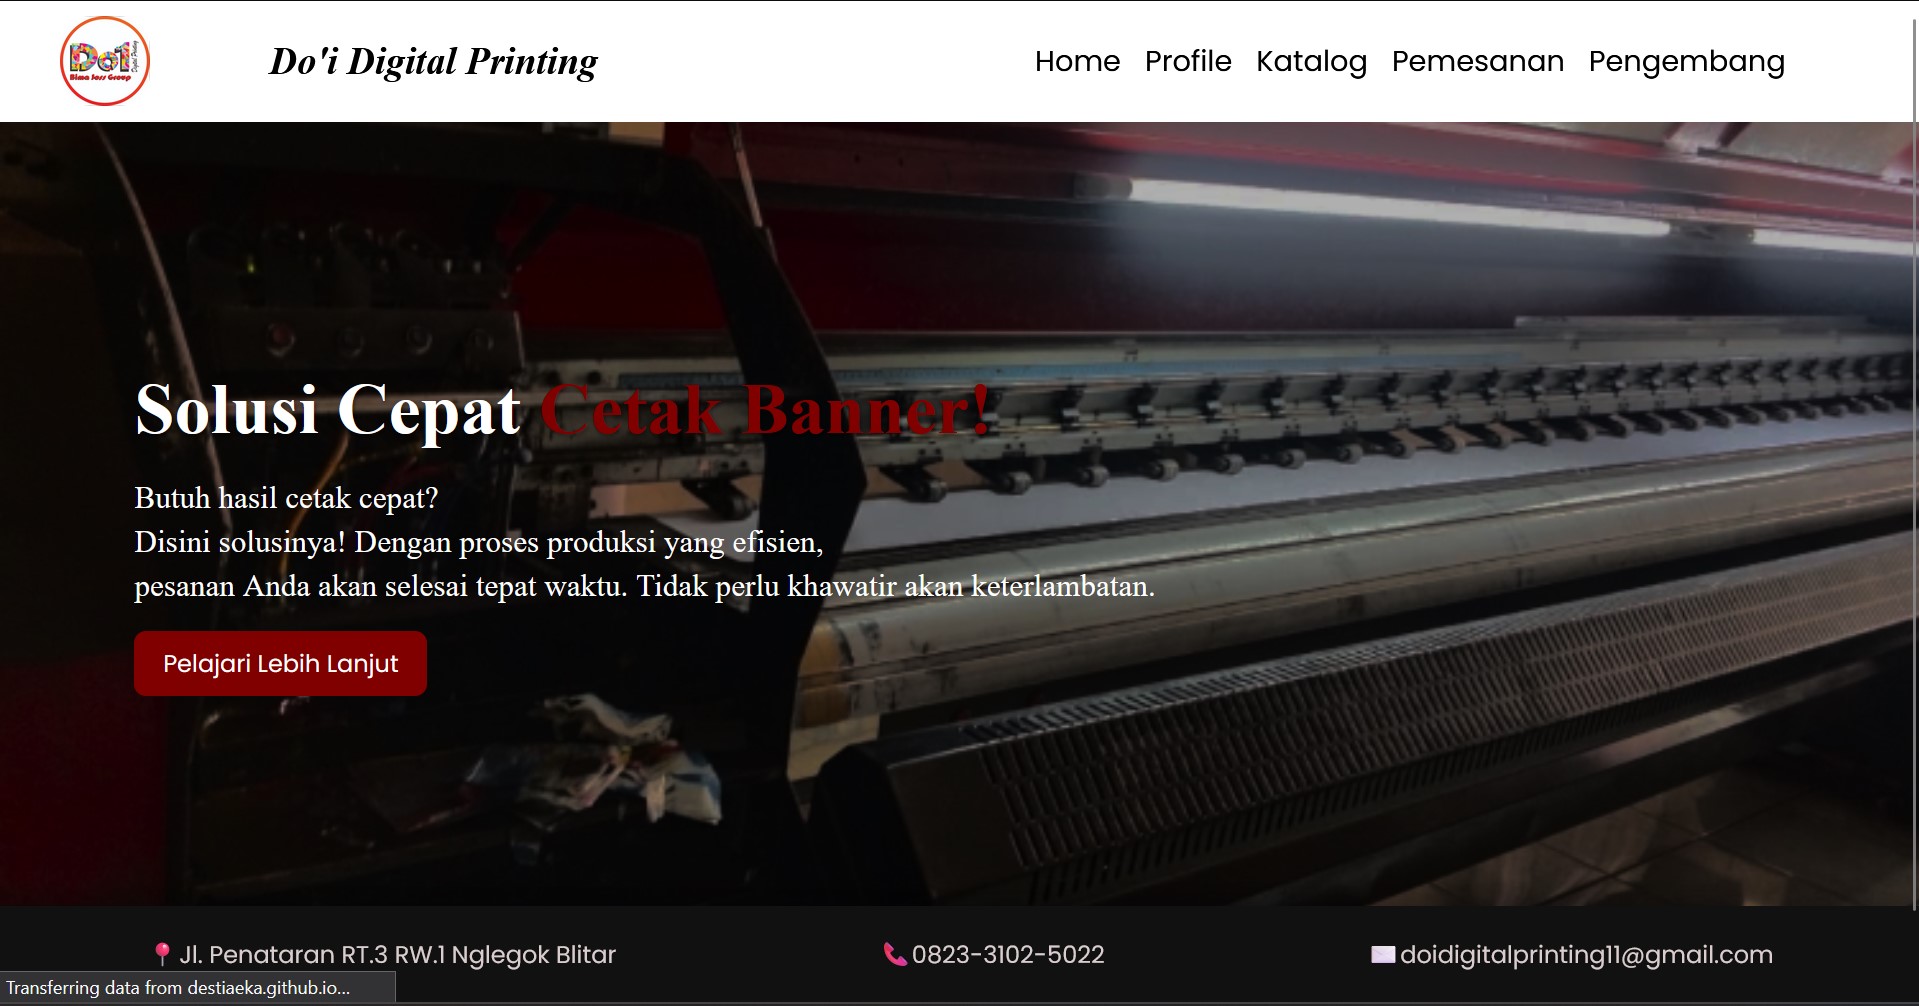 Do'i
Bima Joss Group
Do'i Digital Printing
Home Profile Katalog Pemesanan Pengembang
Solusi Cepat Cetak Banner!
Butuh hasil cetak cepat?
Disini solusinya! Dengan proses produksi yang efisien,
pesanan Anda akan selesai tepat waktu. Tidak perlu khawatir akan keterlambatan.
Pelajari Lebih Lanjut
Jl. Penataran RT.3 RW.1 Nglegok Blitar
0823-3102-5022
doidigitalprinting11@gmail.com
Transferring data from destiaeka.github.io...